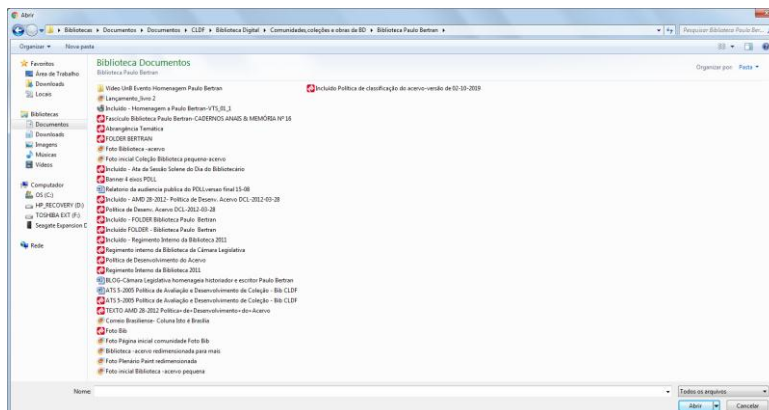 Abrir
Bibliotecas ▸ Documentos ▸ Documentos ▸ CLDF ▸ Biblioteca Digital ▸ Comunidades,coleções e obras da BD ▸ Biblioteca Paulo Bertran ▸
Pesquisar Biblioteca Paulo Ber...
Organizar
Nova pasta
Favoritos
Área de Trabalho
Downloads
Locais
Bibliotecas
Documentos
Downloads
Imagens
Músicas
Vídeos
Computador
OS (C:)
HP_RECOVERY (D:)
TOSHIBA EXT (F:)
Seagate Expansion D
Rede
Biblioteca Documentos
Biblioteca Paulo Bertran
Organizar por: Pasta
Video UnB Evento Homenagem Paulo Bertran
Lançamento_livro 2
Incluído - Homenagem a Paulo Bertran-VTS_01_1
Fascículo Biblioteca Paulo Bertran-CADERNOS ANAIS & MEMÓRIA Nº 16
Abrangência Temática
FOLDER BERTRAN
Foto Biblioteca -acervo
Foto inicial Coleção Biblioteca pequena-acervo
Incluído - Ata da Sessão Solene do Dia do Bibliotecário
Banner 4 eixos PDLL
Relatorio da audiencia publica do PDLLversao final 15-08
Incluído - AMD 28-2012- Política de Desenv. Acervo DCL-2012-03-28
Política de Desenv. Acervo DCL-2012-03-28
Incluído - FOLDER Biblioteca Paulo Bertran
Incluído FOLDER - Biblioteca Paulo Bertran
Incluído - Regimento Interno da Biblioteca 2011
Regimento interno da Biblioteca da Câmara Legislativa
Política de Desenvolvimento do Acervo
Regimento Interno da Biblioteca 2011
BLOG-Câmara Legislativa homenageia historiador e escritor Paulo Bertran
ATS 5-2005 Política de Avaliação e Desenvolvimento de Coleção - Bib CLDF
ATS 5-2005 Política de Avaliação e Desenvolvimento de Coleção - Bib CLDF
TEXTO AMD 28-2012 Política+de+Desenvolvimento+do+Acervo
Correio Brasiliense- Coluna Isto é Brasília
Foto Bib
Foto Página inicial comunidade Foto Bib
Biblioteca -acervo redimensionada para mais
Foto Plenário Paint redimensionada
Foto inicial Biblioteca -acervo pequena
Incluído Política de classificação do acervo-versão de 02-10-2019
Nome:
Todos os arquivos
Abrir
Cancelar